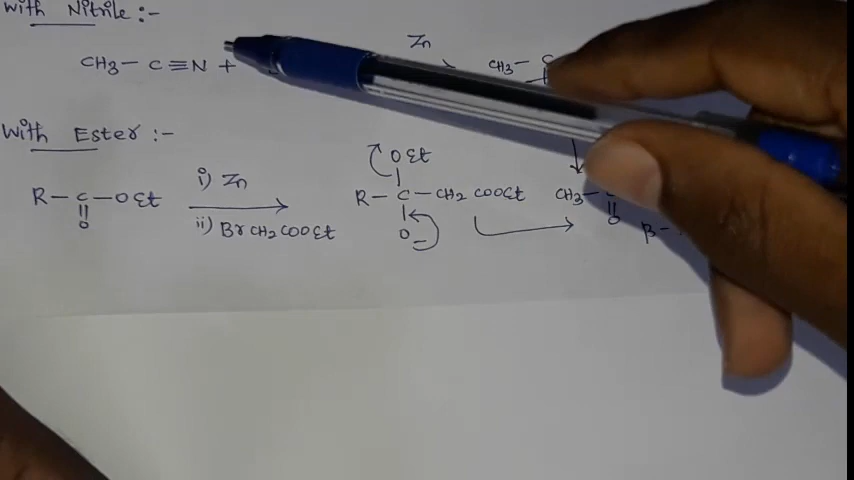 With Nitrile :-
CH3 - C ≡ N +
Zn
CH3 - C
With Ester :-
R - C - OEt
||
O
i) Zn
ii) BrCH2COOEt
OEt
R - C - CH2 COOEt
O -
CH3 -
||
O
β -